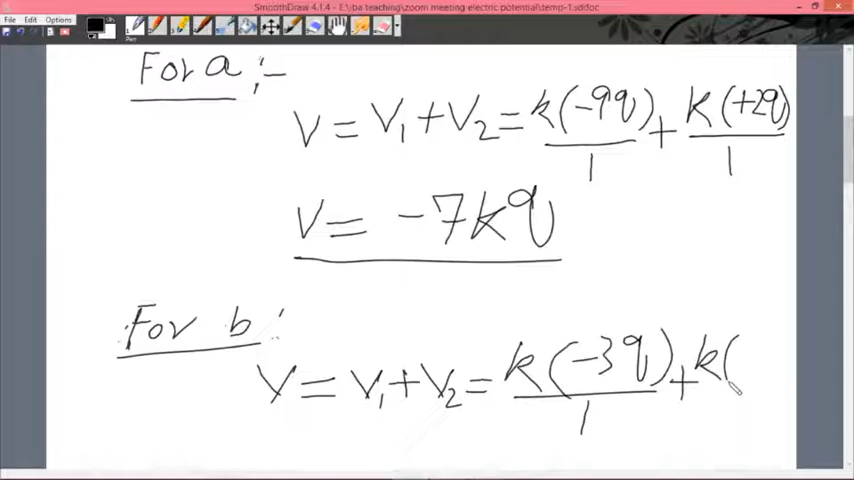 SmoothDraw 4.1.4 - E:\ba teaching\zoom meeting electric potential\temp-1.sddoc
File Edit Options
Pen
For a :-
V = V₁ + V₂ = k(-9q)/1 + k(+2q)/1
V = -7kq
For b :
V = V₁ + V₂ = k(-3q)/1 + k(